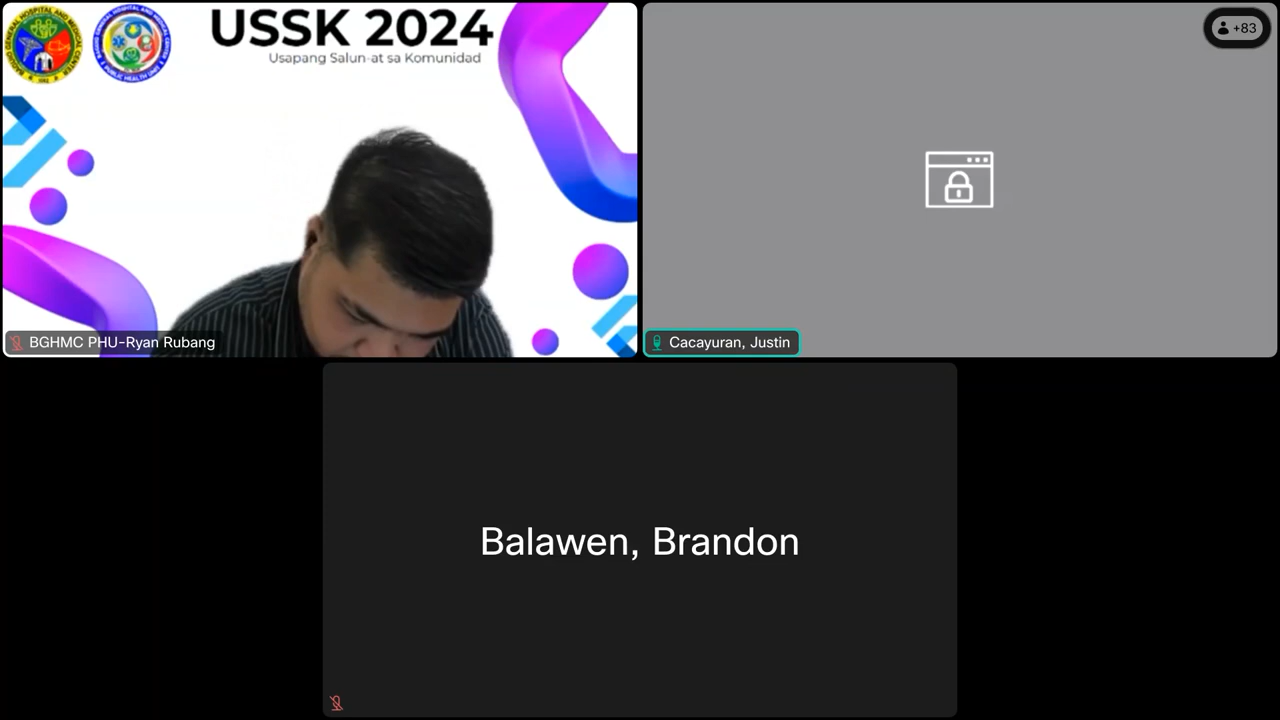 USSK 2024
Usapang Salun-at sa Komunidad
+83
BGHMC PHU-Ryan Rubang
Cacayuran, Justin
Balawen, Brandon